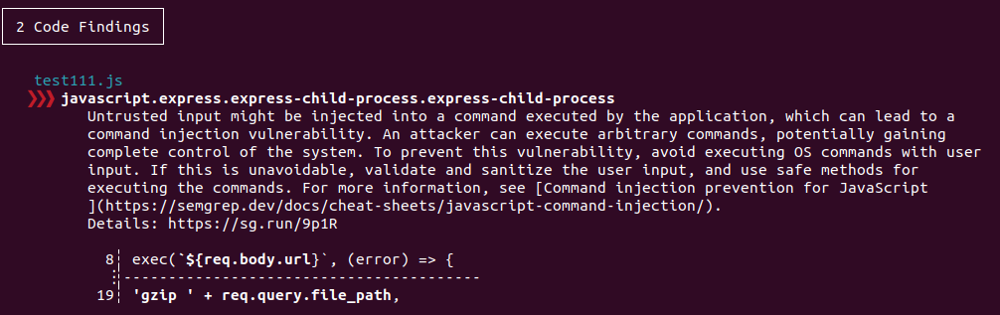 2 Code Findings
test111.js
❯❯❯ javascript.express.express-child-process.express-child-process
Untrusted input might be injected into a command executed by the application, which can lead to a
command injection vulnerability. An attacker can execute arbitrary commands, potentially gaining
complete control of the system. To prevent this vulnerability, avoid executing OS commands with user
input. If this is unavoidable, validate and sanitize the user input, and use safe methods for
executing the commands. For more information, see [Command injection prevention for JavaScript
](https://semgrep.dev/docs/cheat-sheets/javascript-command-injection/).
Details: https://sg.run/9p1R
8┆ exec(`${req.body.url}`, (error) => {
⋮┆----------------------------------------
19┆ 'gzip ' + req.query.file_path,